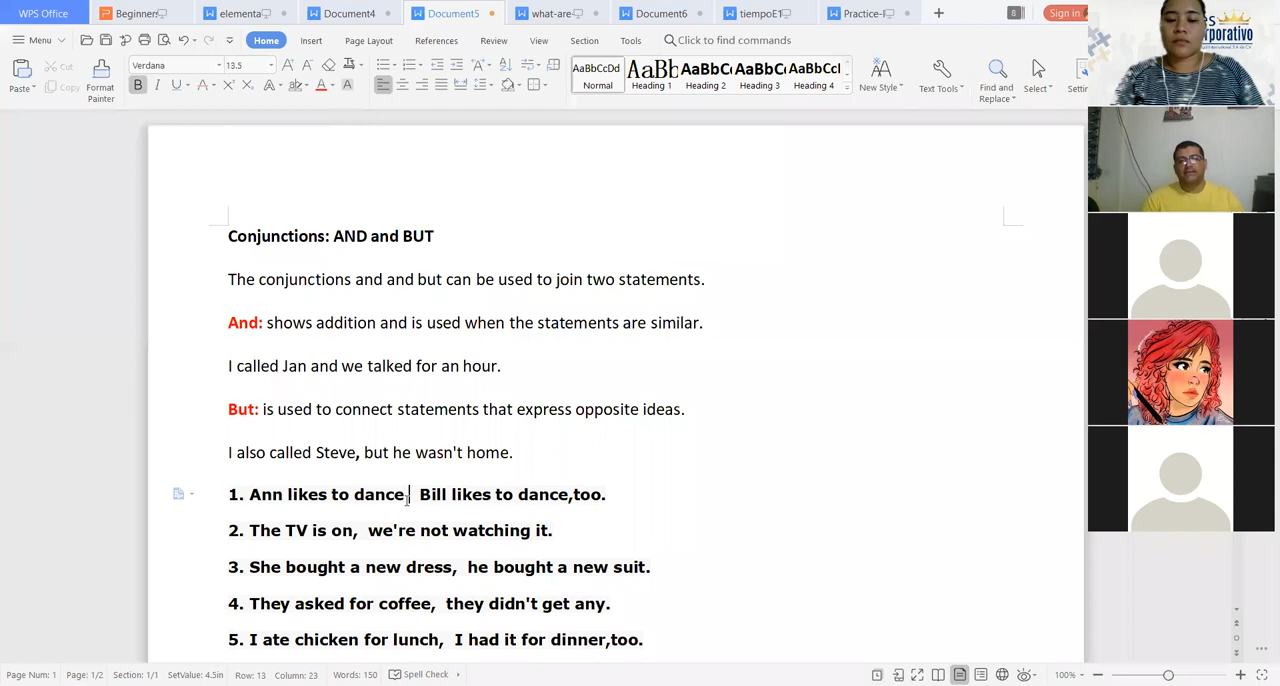 WPS Office Beginner elementa Document4 Document5 what-are- Document6 tiempoE1 Practice-I + 8 Sign in
es
orporativo
Menu Home Insert Page Layout References Review View Section Tools Click to find commands
Cut Verdana 13.5 AaBbCcDd AaBb AaBbC AaBbC AaBbCcI
Paste Copy Format Painter B I U Normal Heading 1 Heading 2 Heading 3 Heading 4 New Style Text Tools Find and Replace Select Settin
Conjunctions: AND and BUT
The conjunctions and and but can be used to join two statements.
And: shows addition and is used when the statements are similar.
I called Jan and we talked for an hour.
But: is used to connect statements that express opposite ideas.
I also called Steve, but he wasn't home.
1. Ann likes to dance Bill likes to dance,too.
2. The TV is on, we're not watching it.
3. She bought a new dress, he bought a new suit.
4. They asked for coffee, they didn't get any.
5. I ate chicken for lunch, I had it for dinner,too.
Page Num: 1 Page: 1/2 Section: 1/1 SetValue: 4.5in Row: 13 Column: 23 Words: 150 Spell Check 100%